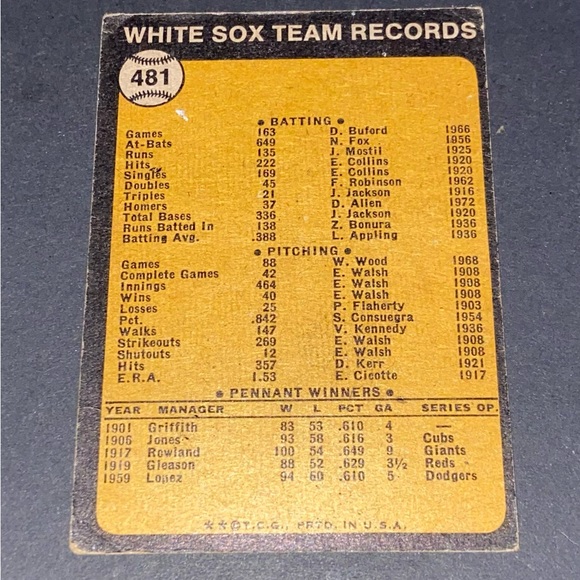 WHITE SOX TEAM RECORDS
481
• BATTING •
Games 163 D. Buford 1966
At-Bats 649 N. Fox 1956
Runs 135 J. Mostil 1925
Hits 222 E. Collins 1920
Singles 169 E. Collins 1920
Doubles 45 F. Robinson 1962
Triples 21 J. Jackson 1916
Homers 37 D. Allen 1972
Total Bases 336 J. Jackson 1920
Runs Batted In 138 Z. Bonura 1936
Batting Avg. .388 L. Appling 1936
• PITCHING •
Games 88 W. Wood 1968
Complete Games 42 E. Walsh 1908
Innings 464 E. Walsh 1908
Wins 40 E. Walsh 1908
Losses 25 P. Flaherty 1903
Pct. .842 S. Consuegra 1954
Walks 147 V. Kennedy 1936
Strikeouts 269 E. Walsh 1908
Shutouts 12 E. Walsh 1908
Hits 357 D. Kerr 1921
E.R.A. 1.53 E. Cicotte 1917
• PENNANT WINNERS •
YEAR MANAGER W L PCT GA SERIES OP.
1901 Griffith 83 53 .610 4 —
1906 Jones 93 58 .616 3 Cubs
1917 Rowland 100 54 .649 9 Giants
1919 Gleason 88 52 .629 3½ Reds
1959 Lopez 94 60 .610 5 Dodgers
**©T.C.G., PRTD. IN U.S.A.